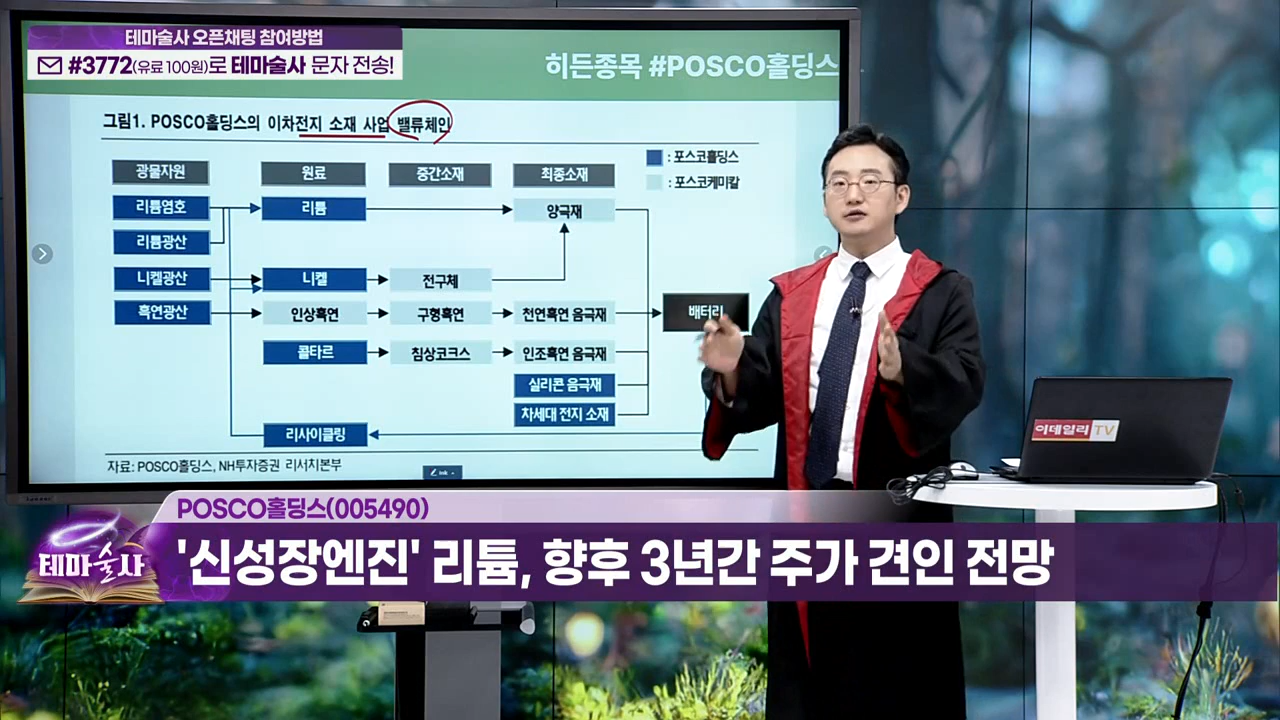 테마술사 오픈채팅 참여방법
#3772(유료 100원)로 테마술사 문자 전송!
히든종목 #POSCO홀딩스
그림1. POSCO홀딩스의 이차전지 소재 사업 밸류체인
: 포스코홀딩스
: 포스코케미칼
광물자원 원료 중간소재 최종소재
리튬염호 리튬 양극재
리튬광산
니켈광산 니켈 전구체
흑연광산 인상흑연 구형흑연 천연흑연 음극재 배터리
콜타르 침상코크스 인조흑연 음극재
실리콘 음극재
차세대 전지 소재
리사이클링
자료: POSCO홀딩스, NH투자증권 리서치본부
Ink
이데일리 TV
POSCO홀딩스(005490)
테마술사
'신성장엔진' 리튬, 향후 3년간 주가 견인 전망